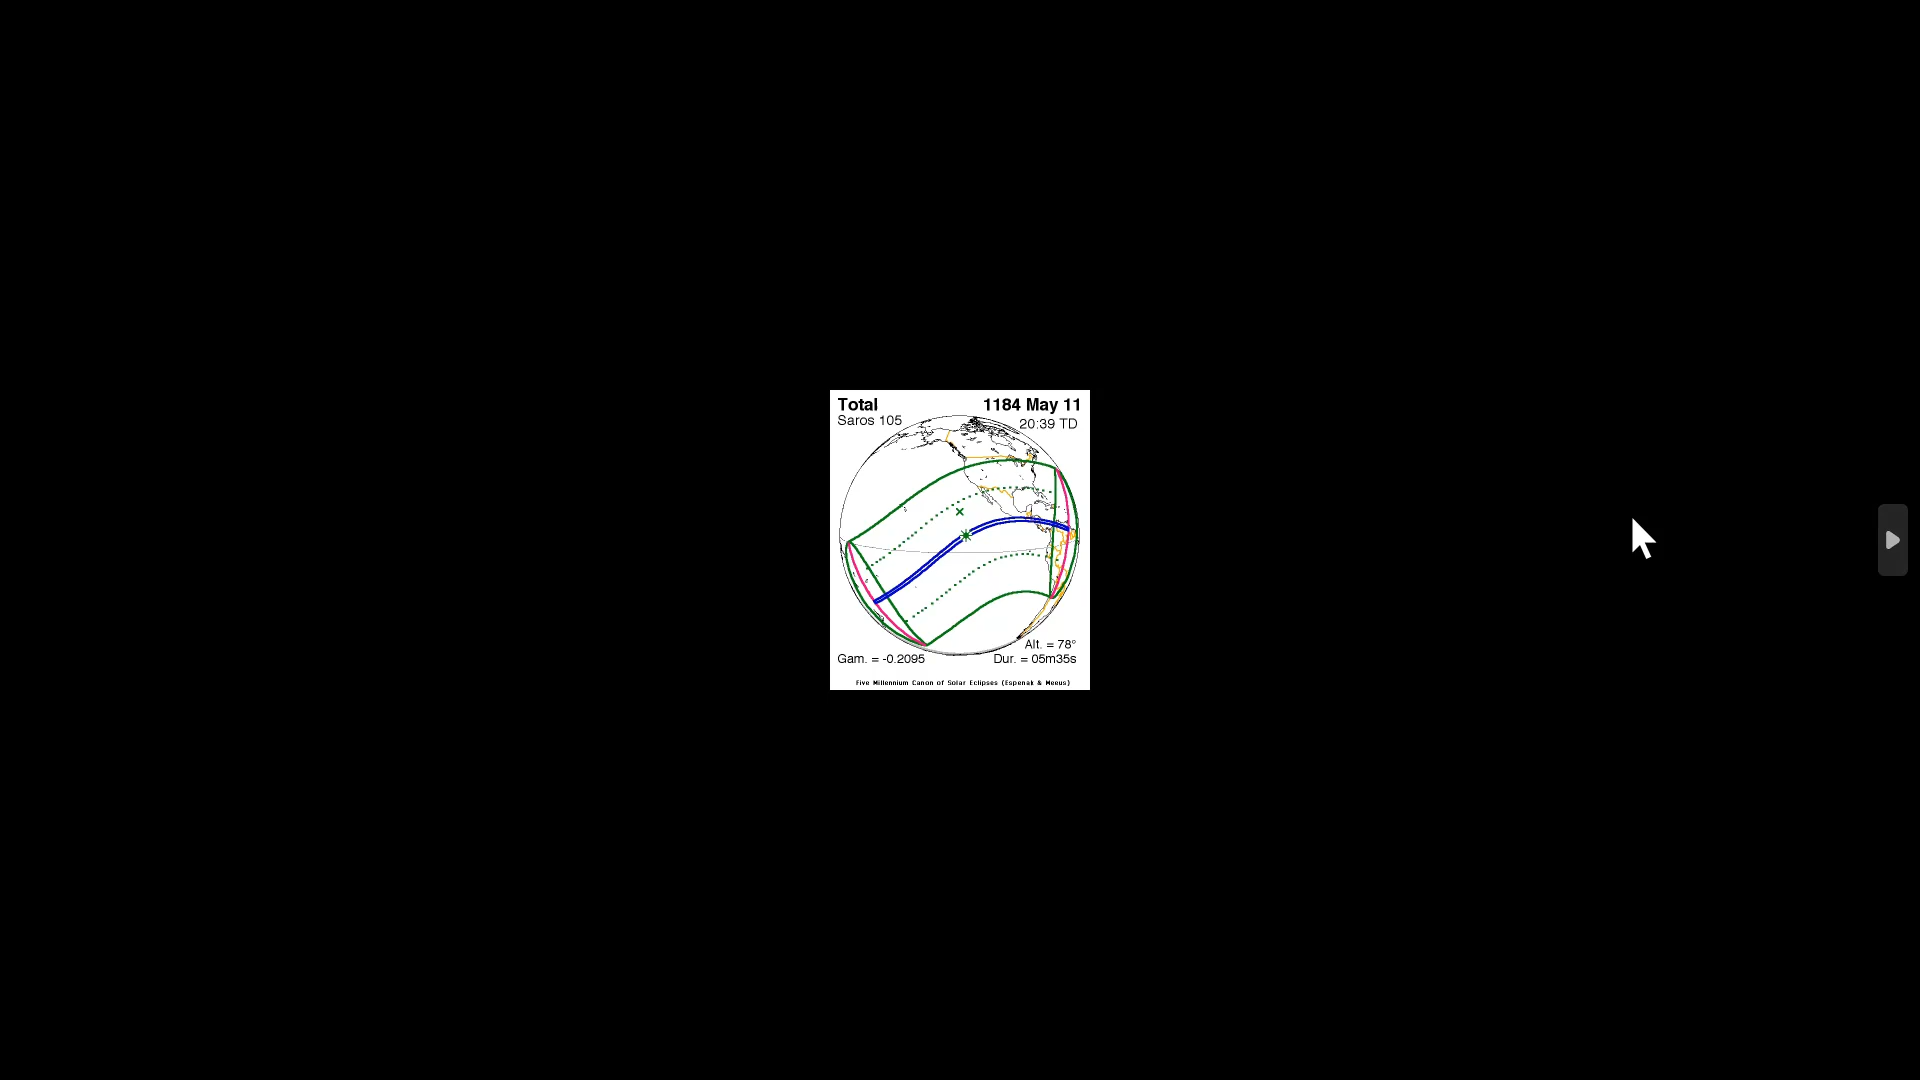 Total 1184 May 11
Saros 105 20:39 TD
Alt. = 78°
Gam. = -0.2095 Dur. = 05m35s
Five Millennium Canon of Solar Eclipses (Espenak & Meeus)